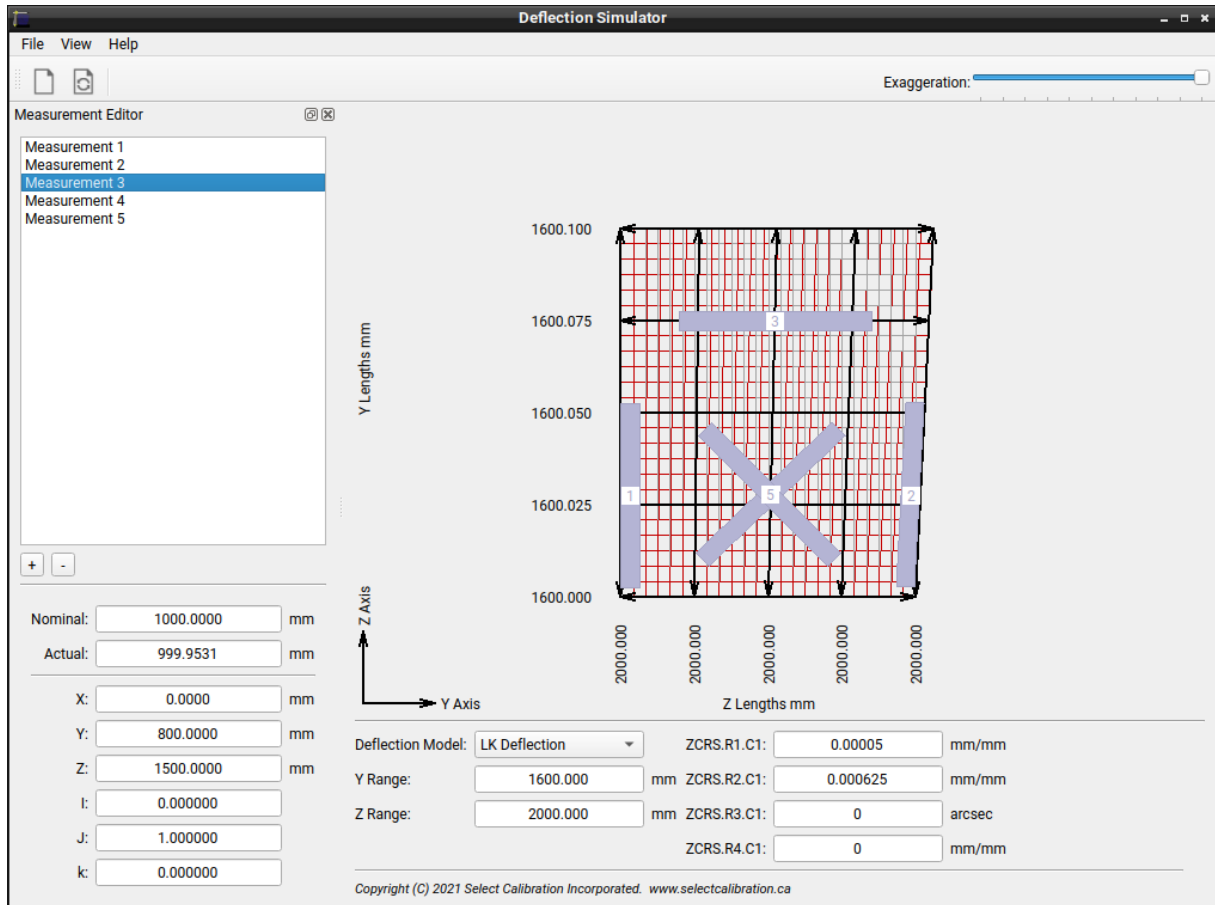 Deflection Simulator
File View Help
Exaggeration:
Measurement Editor
Measurement 1
Measurement 2
Measurement 3
Measurement 4
Measurement 5
+ -
Nominal: 1000.0000 mm
Actual: 999.9531 mm
X: 0.0000 mm
Y: 800.0000 mm
Z: 1500.0000 mm
I: 0.000000
J: 1.000000
k: 0.000000
Y Lengths mm
1600.100
1600.075
1600.050
1600.025
1600.000
3
1
5
2
2000.000
2000.000
2000.000
2000.000
2000.000
Z Lengths mm
Z Axis
Y Axis
Deflection Model: LK Deflection
Y Range: 1600.000 mm
Z Range: 2000.000 mm
ZCRS.R1.C1: 0.00005 mm/mm
ZCRS.R2.C1: 0.000625 mm/mm
ZCRS.R3.C1: 0 arcsec
ZCRS.R4.C1: 0 mm/mm
Copyright (C) 2021 Select Calibration Incorporated. www.selectcalibration.ca